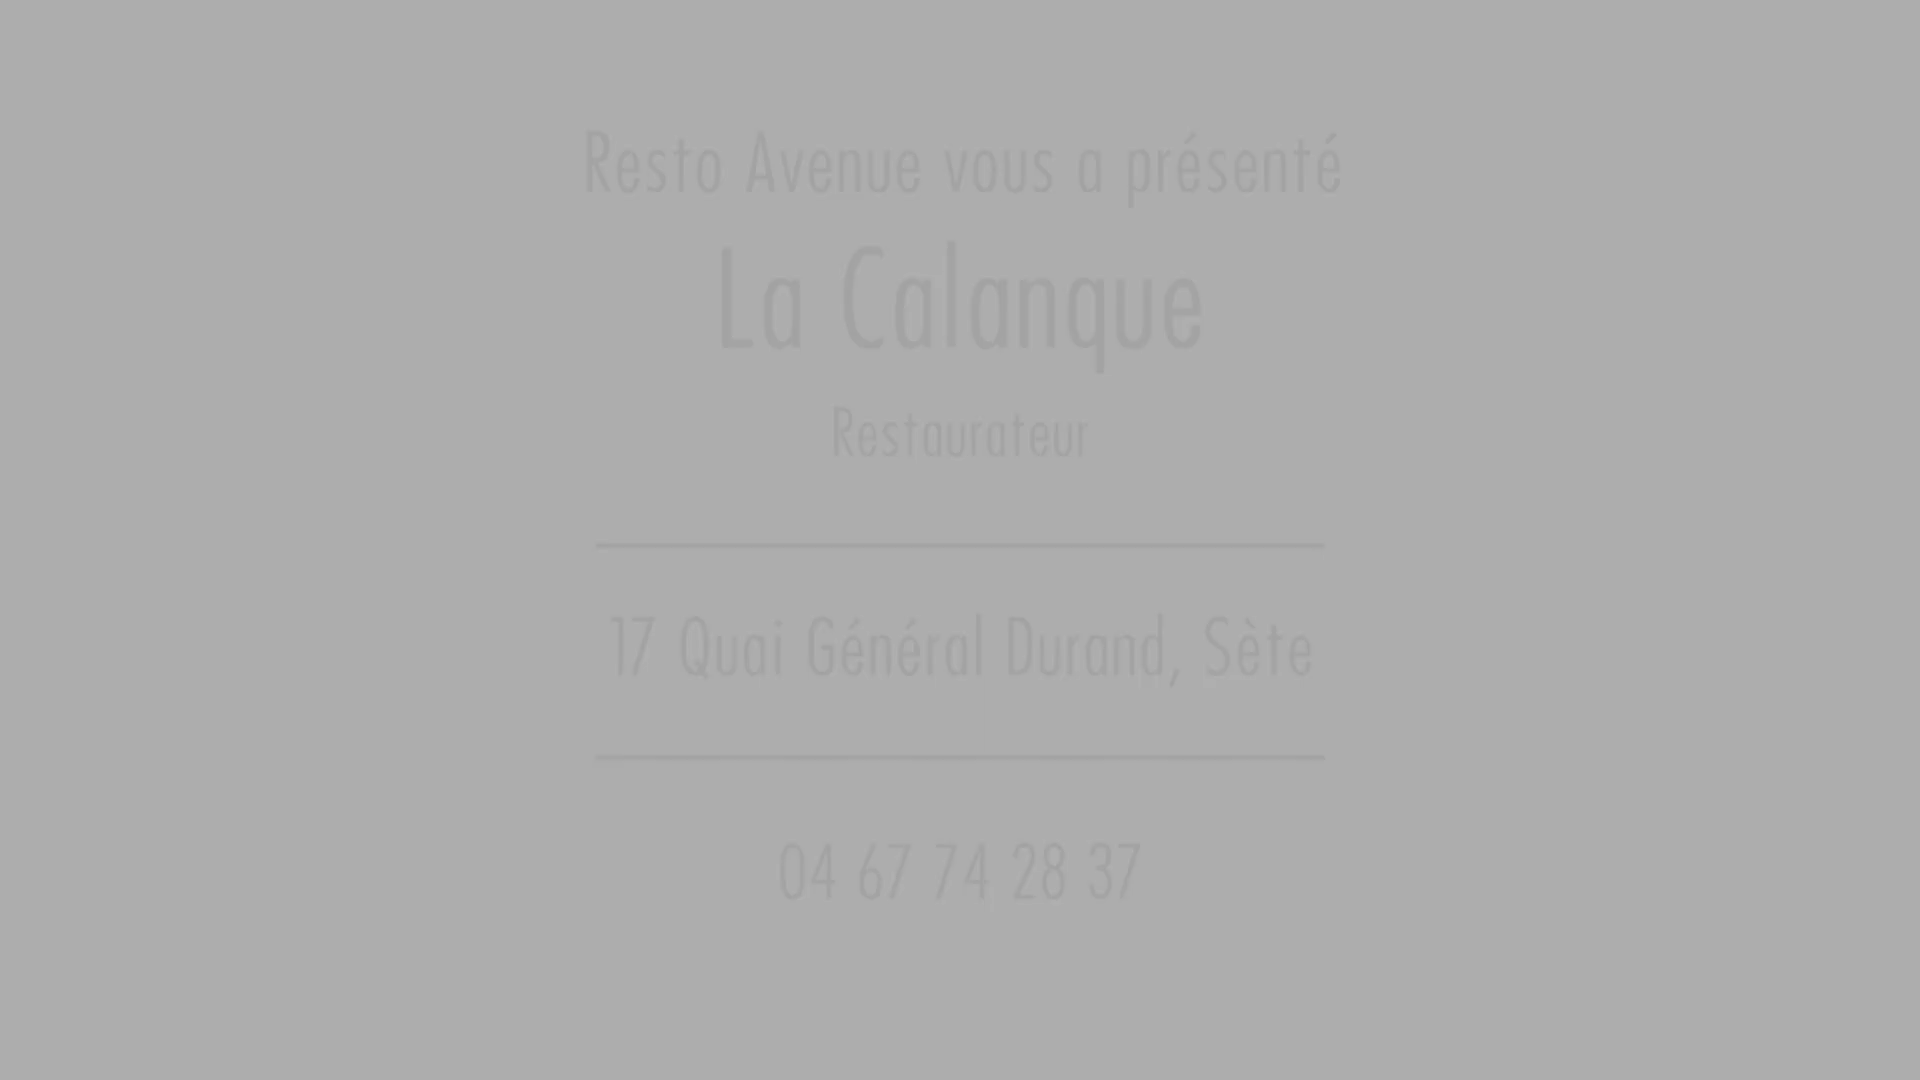 Resto Avenue vous a présenté
La Calanque
Restaurateur
17 Quai Général Durand, Sète
04 67 74 28 37